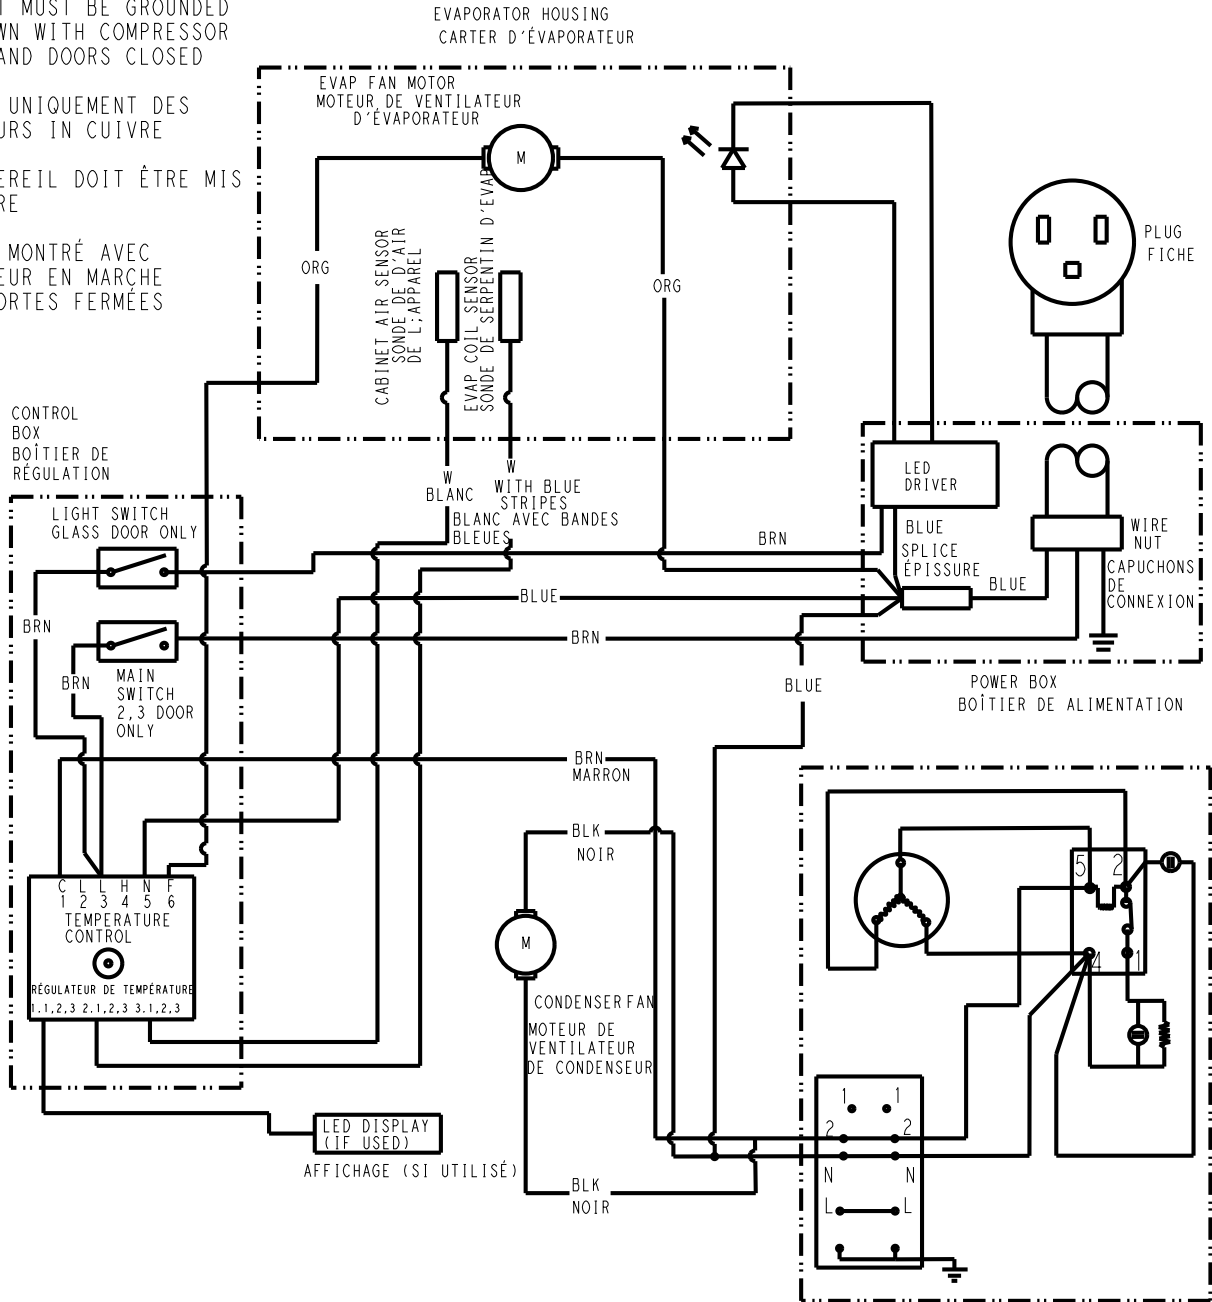 T MUST BE GROUNDED
WN WITH COMPRESSOR
AND DOORS CLOSED
UNIQUEMENT DES
URS IN CUIVRE
EREIL DOIT ÊTRE MIS
RE
MONTRÉ AVEC
EUR EN MARCHE
ORTES FERMÉES
EVAPORATOR HOUSING
CARTER D'ÉVAPORATEUR
EVAP FAN MOTOR
MOTEUR DE VENTILATEUR
D'ÉVAPORATEUR
M
ORG
ORG
CABINET AIR SENSOR
SONDE DE D'AIR
DE L;APPAREL
EVAP COIL SENSOR
SONDE DE SERPENTIN D'EVAP
W
BLANC
W
WITH BLUE
STRIPES
BLANC AVEC BANDES
BLEUES
PLUG
FICHE
LED
DRIVER
BLUE
SPLICE
ÉPISSURE
BLUE
WIRE
NUT
CAPUCHONS
DE
CONNEXION
POWER BOX
BOÎTIER DE ALIMENTATION
CONTROL
BOX
BOÎTIER DE
RÉGULATION
LIGHT SWITCH
GLASS DOOR ONLY
BRN
BRN
BLUE
BRN
BRN
MAIN
SWITCH
2,3 DOOR
ONLY
BLUE
BRN
MARRON
BLK
NOIR
C L L H N F
1 2 3 4 5 6
TEMPERATURE
CONTROL
RÉGULATEUR DE TEMPÉRATURE
1.1,2,3 2.1,2,3 3.1,2,3
M
CONDENSER FAN
MOTEUR DE
VENTILATEUR
DE CONDENSEUR
LED DISPLAY
(IF USED)
AFFICHAGE (SI UTILISÉ)
BLK
NOIR
5 2
4 1
1 1
2 2
N N
L L